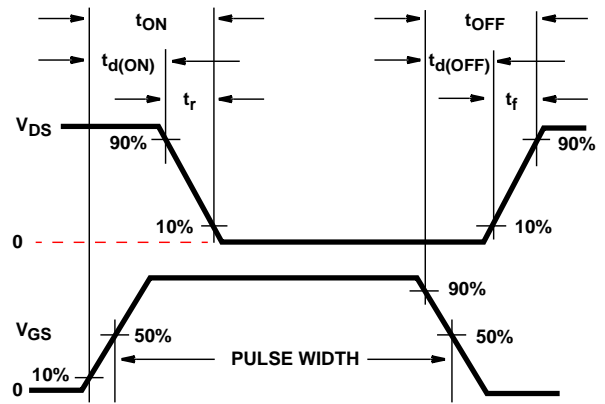 tON tOFF
td(ON) td(OFF)
tr tf
VDS
90% 90%
10% 10%
0
90%
VGS 50% 50%
PULSE WIDTH
10%
0